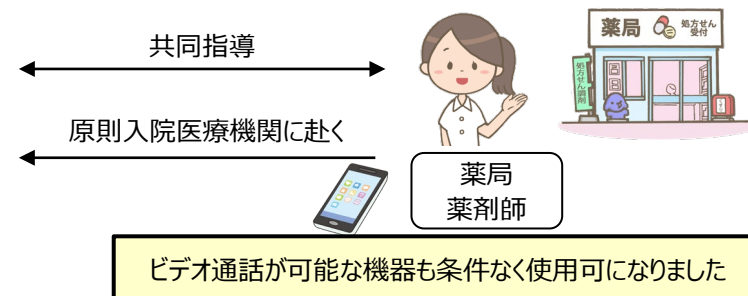 共同指導
薬局
処方せん
受付
処方せん調剤
原則入院医療機関に赴く
薬局
薬剤師
ビデオ通話が可能な機器も条件なく使用可になりました